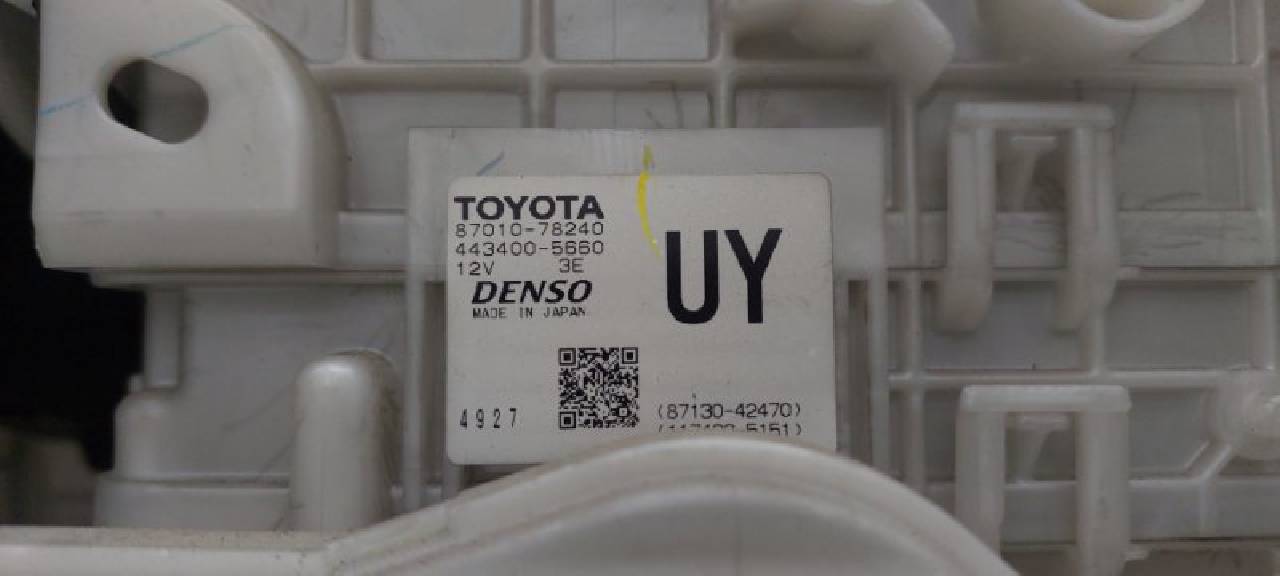 TOYOTA
87010-78240
443400-5660
12V 3E
DENSO
MADE IN JAPAN
UY
4927
(87130-42470)